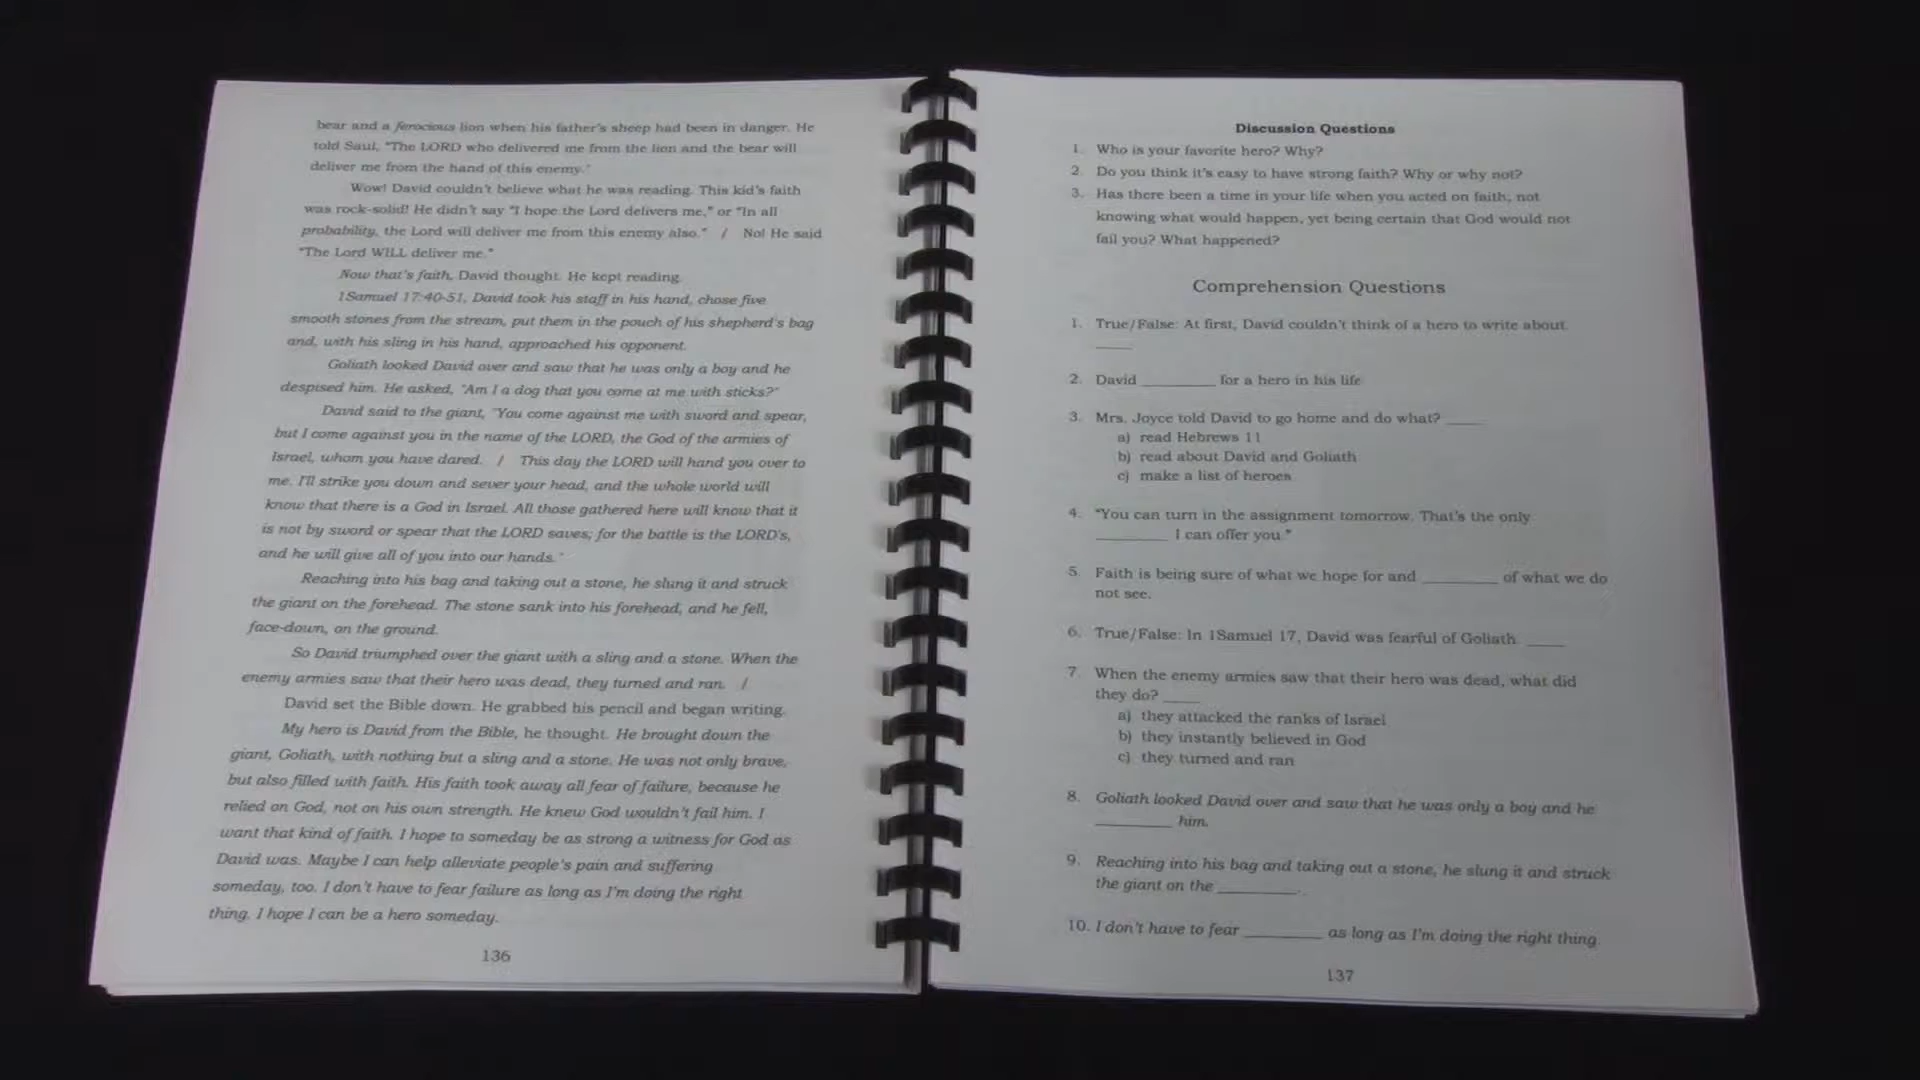 bear and a ferocious lion when his father's sheep had been in danger. He
told Saul, "The LORD who delivered me from the lion and the bear will
deliver me from the hand of this enemy."
Wow! David couldn't believe what he was reading. This kid's faith
was rock-solid! He didn't say "I hope the Lord delivers me," or "In all
probability, the Lord will deliver me from this enemy also." / No! He said
"The Lord WILL deliver me."
Now that's faith, David thought. He kept reading.
1Samuel 17:40-51, David took his staff in his hand, chose five
smooth stones from the stream, put them in the pouch of his shepherd's bag
and, with his sling in his hand, approached his opponent.
Goliath looked David over and saw that he was only a boy and he
despised him. He asked, "Am I a dog that you come at me with sticks?"
David said to the giant, "You come against me with sword and spear,
but I come against you in the name of the LORD, the God of the armies of
Israel, whom you have dared. / This day the LORD will hand you over to
me. I'll strike you down and sever your head, and the whole world will
know that there is a God in Israel. All those gathered here will know that it
is not by sword or spear that the LORD saves; for the battle is the LORD's,
and he will give all of you into our hands."
Reaching into his bag and taking out a stone, he slung it and struck
the giant on the forehead. The stone sank into his forehead, and he fell,
face-down, on the ground.
So David triumphed over the giant with a sling and a stone. When the
enemy armies saw that their hero was dead, they turned and ran. /
David set the Bible down. He grabbed his pencil and began writing.
My hero is David from the Bible, he thought. He brought down the
giant, Goliath, with nothing but a sling and a stone. He was not only brave,
but also filled with faith. His faith took away all fear of failure, because he
relied on God, not on his own strength. He knew God wouldn't fail him. I
want that kind of faith. I hope to someday be as strong a witness for God as
David was. Maybe I can help alleviate people's pain and suffering
someday, too. I don't have to fear failure as long as I'm doing the right
thing. I hope I can be a hero someday.
136
Discussion Questions
1. Who is your favorite hero? Why?
2. Do you think it's easy to have strong faith? Why or why not?
3. Has there been a time in your life when you acted on faith, not
knowing what would happen, yet being certain that God would not
fail you? What happened?
Comprehension Questions
1. True/False: At first, David couldn't think of a hero to write about.
____
2. David ________ for a hero in his life
3. Mrs. Joyce told David to go home and do what? ____
a) read Hebrews 11
b) read about David and Goliath
c) make a list of heroes
4. "You can turn in the assignment tomorrow. That's the only
________ I can offer you."
5. Faith is being sure of what we hope for and ________ of what we do
not see.
6. True/False: In 1Samuel 17, David was fearful of Goliath. ____
7. When the enemy armies saw that their hero was dead, what did
they do? ____
a) they attacked the ranks of Israel
b) they instantly believed in God
c) they turned and ran
8. Goliath looked David over and saw that he was only a boy and he
________ him.
9. Reaching into his bag and taking out a stone, he slung it and struck
the giant on the ________.
10. I don't have to fear ________ as long as I'm doing the right thing.
137